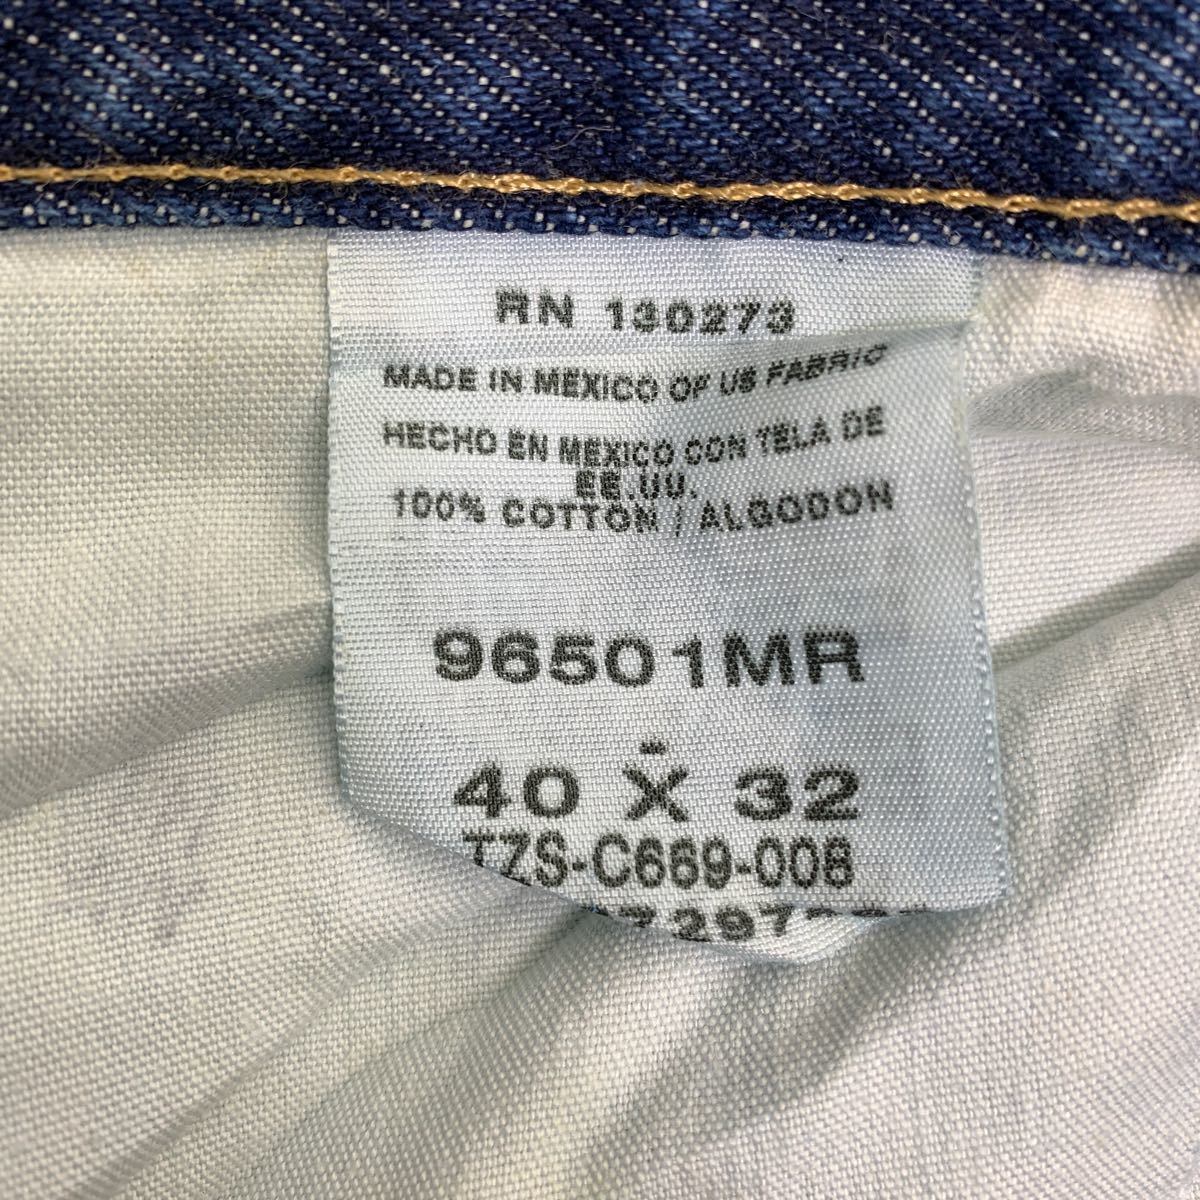 RN 130273
MADE IN MEXICO OF US FABRIC
HECHO EN MEXICO CON TELA DE
EE.UU.
100% COTTON / ALGODON
96501MR
-
40 X 32
TZS-C669-008